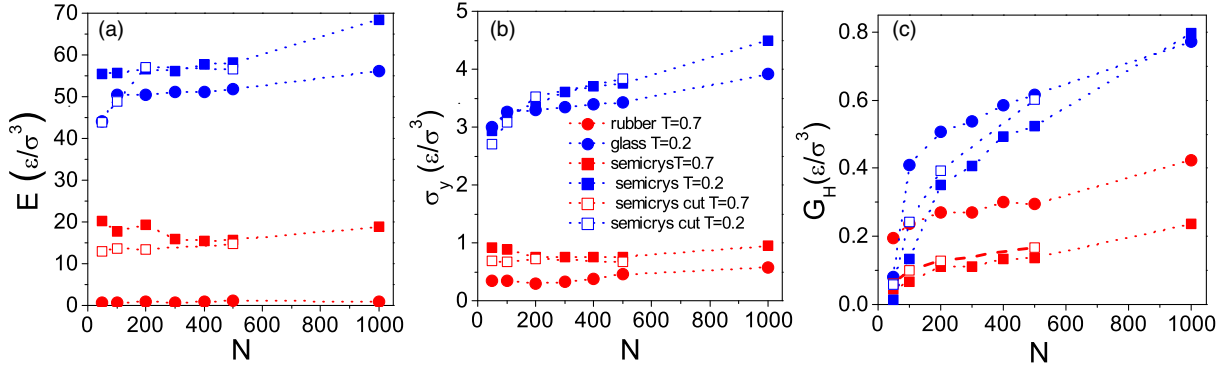 (a)
E (ε/σ³)
70
60
50
40
30
20
10
0
0 200 400 600 800 1000
N
(b)
σy (ε/σ³)
5
4
3
2
1
0
rubber T=0.7
glass T=0.2
semicrysT=0.7
semicrys T=0.2
semicrys cut T=0.7
semicrys cut T=0.2
0 200 400 600 800 1000
N
(c)
GH(ε/σ³)
0.8
0.6
0.4
0.2
0.0
0 200 400 600 800 1000
N